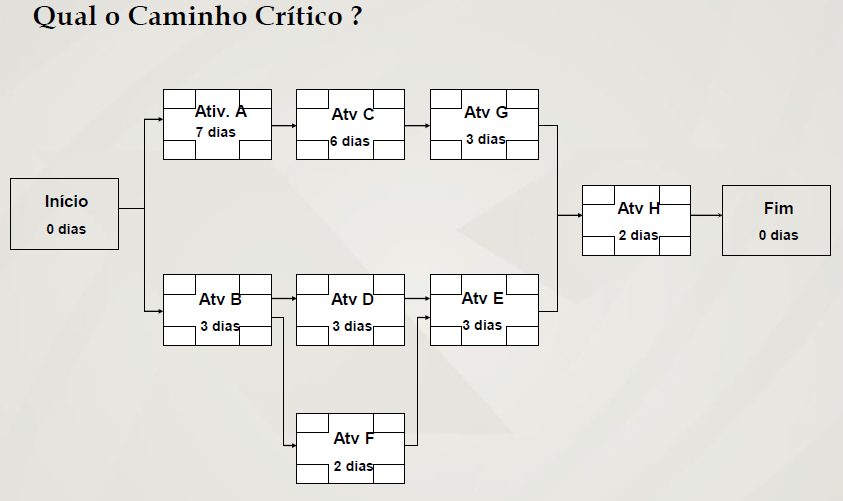 Qual o Caminho Crítico ?
Ativ. A
7 dias
Atv C
6 dias
Atv G
3 dias
Início
0 dias
Atv H
2 dias
Fim
0 dias
Atv B
3 dias
Atv D
3 dias
Atv E
3 dias
Atv F
2 dias